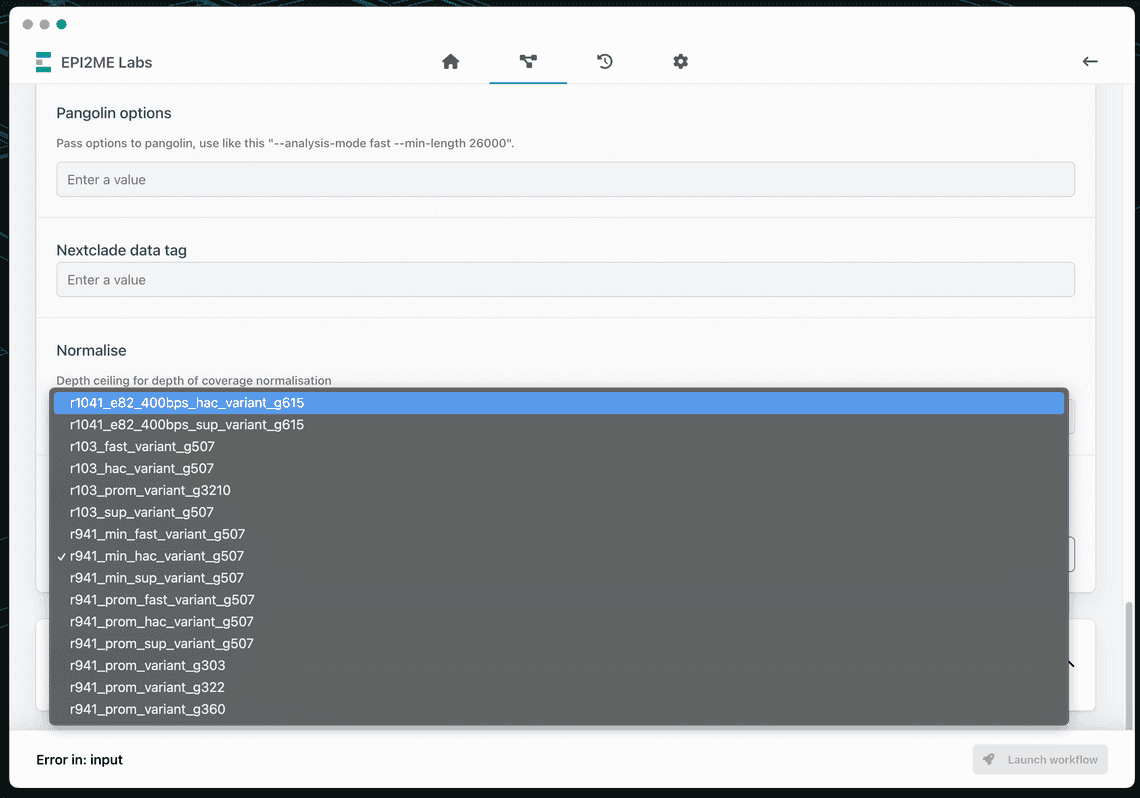 EPI2ME Labs
Pangolin options
Pass options to pangolin, use like this "--analysis-mode fast --min-length 26000".
Enter a value
Nextclade data tag
Enter a value
Normalise
Depth ceiling for depth of coverage normalisation
r1041_e82_400bps_hac_variant_g615
r1041_e82_400bps_sup_variant_g615
r103_fast_variant_g507
r103_hac_variant_g507
r103_prom_variant_g3210
r103_sup_variant_g507
r941_min_fast_variant_g507
✓ r941_min_hac_variant_g507
r941_min_sup_variant_g507
r941_prom_fast_variant_g507
r941_prom_hac_variant_g507
r941_prom_sup_variant_g507
r941_prom_variant_g303
r941_prom_variant_g322
r941_prom_variant_g360
Error in: input
Launch workflow